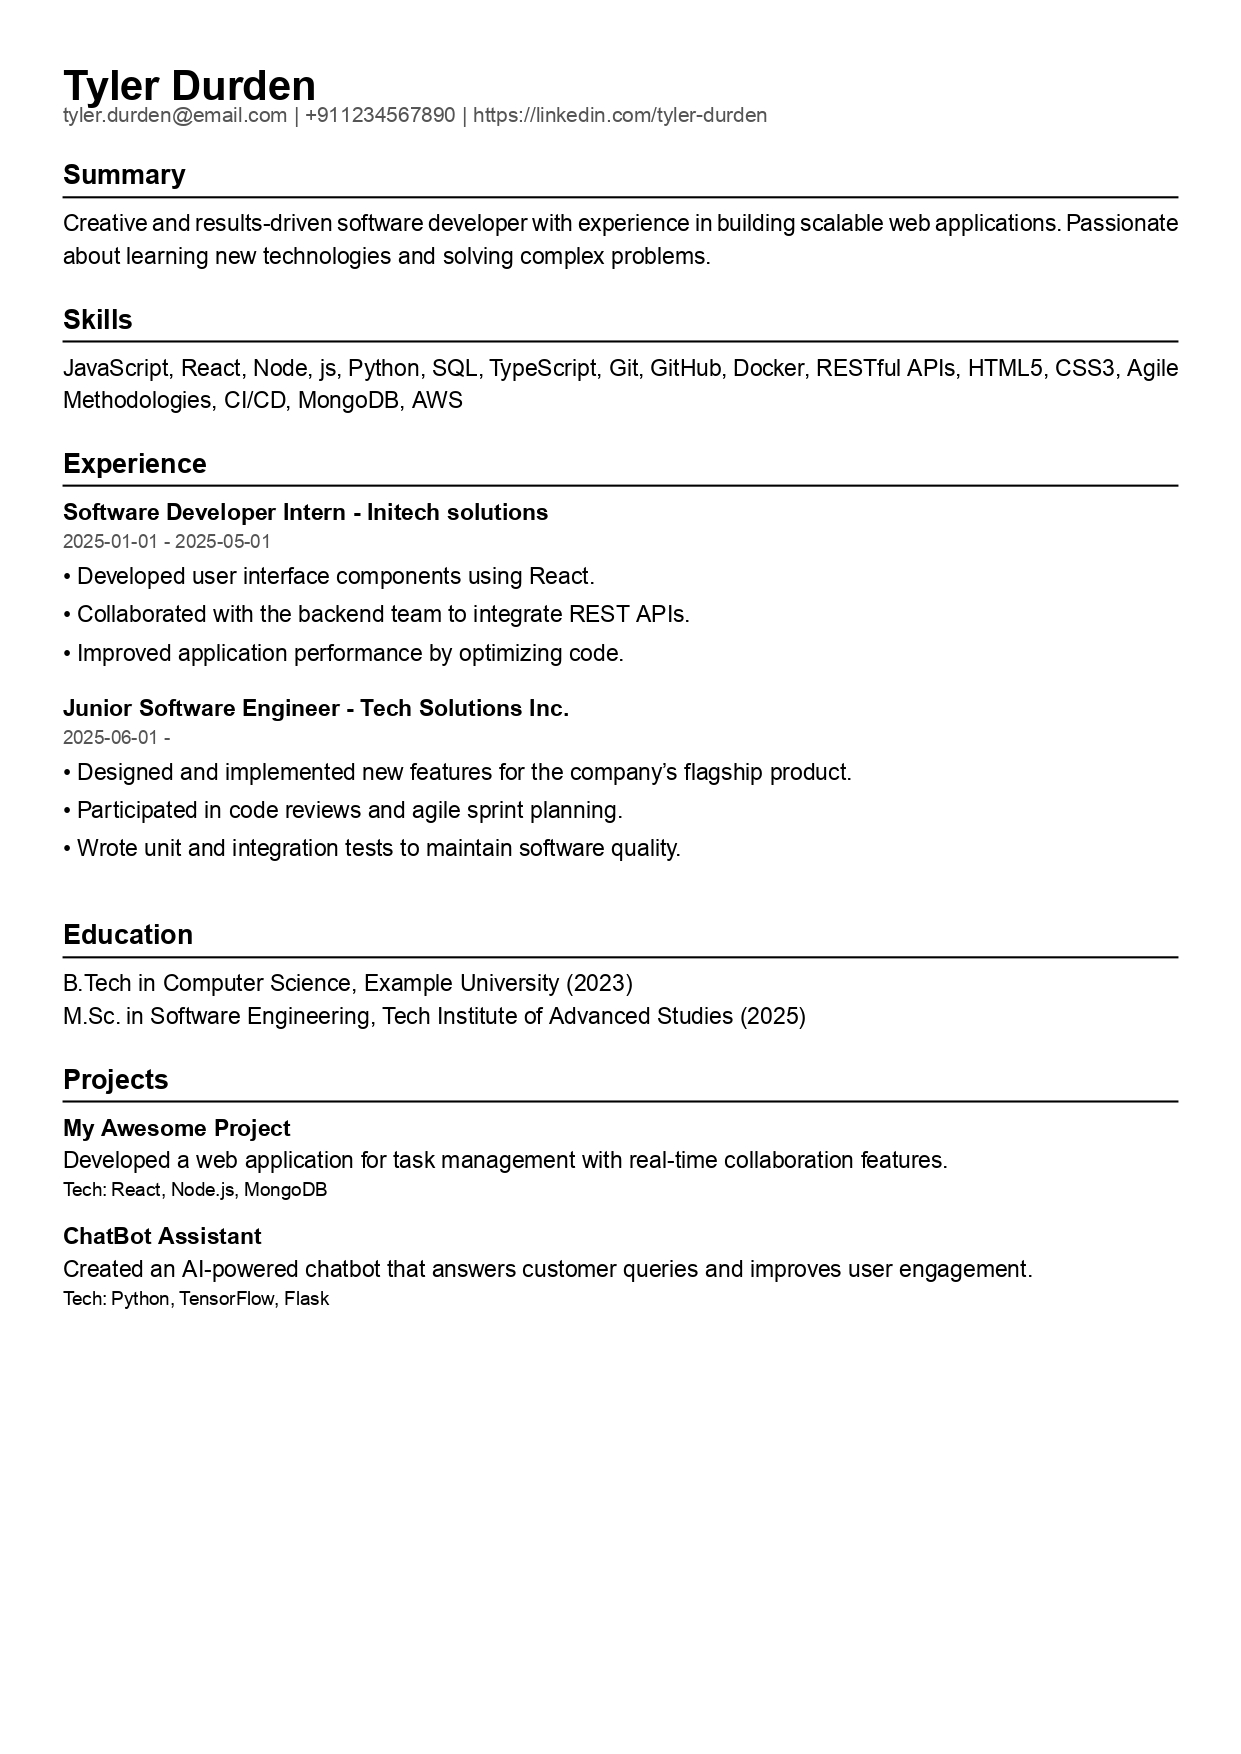 Tyler Durden
tyler.durden@email.com | +911234567890 | https://linkedin.com/tyler-durden
Summary
Creative and results-driven software developer with experience in building scalable web applications. Passionate
about learning new technologies and solving complex problems.
Skills
JavaScript, React, Node, js, Python, SQL, TypeScript, Git, GitHub, Docker, RESTful APIs, HTML5, CSS3, Agile
Methodologies, CI/CD, MongoDB, AWS
Experience
Software Developer Intern - Initech solutions
2025-01-01 - 2025-05-01
• Developed user interface components using React.
• Collaborated with the backend team to integrate REST APIs.
• Improved application performance by optimizing code.
Junior Software Engineer - Tech Solutions Inc.
2025-06-01 -
• Designed and implemented new features for the company’s flagship product.
• Participated in code reviews and agile sprint planning.
• Wrote unit and integration tests to maintain software quality.
Education
B.Tech in Computer Science, Example University (2023)
M.Sc. in Software Engineering, Tech Institute of Advanced Studies (2025)
Projects
My Awesome Project
Developed a web application for task management with real-time collaboration features.
Tech: React, Node.js, MongoDB
ChatBot Assistant
Created an AI-powered chatbot that answers customer queries and improves user engagement.
Tech: Python, TensorFlow, Flask